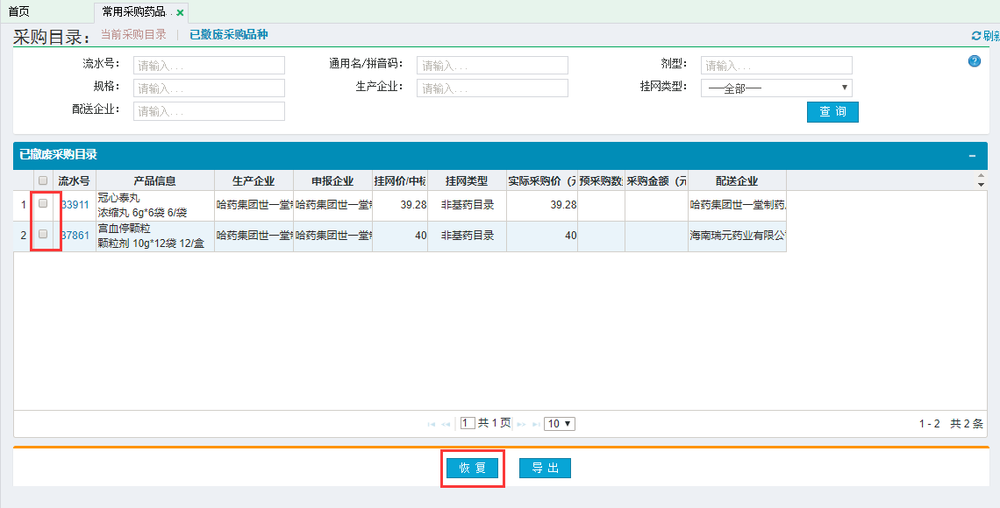 首页
常用采购药品. .
采购目录:
当前采购目录 | 已撤废采购品种
刷新
流水号: 请输入. . .
通用名/拼音码: 请输入. . .
剂型: 请输入. . .
规格: 请输入. . .
生产企业: 请输入. . .
挂网类型: ──全部──
配送企业: 请输入. . .
查 询
已撤废采购目录
流水号 产品信息 生产企业 申报企业 挂网价/中标 挂网类型 实际采购价 (元 预采购数 采购金额 (元 配送企业
1 33911 冠心泰丸 浓缩丸 6g*6袋 6/袋 哈药集团世一堂制 哈药集团世一堂制 39.28 非基药目录 39.28 哈药集团世一堂制药
2 37861 宫血停颗粒 颗粒剂 10g*12袋 12/盒 哈药集团世一堂制 哈药集团世一堂制 40 非基药目录 40 海南瑞元药业有限公
1 共 1 页 10
1 - 2 共 2 条
恢 复
导 出